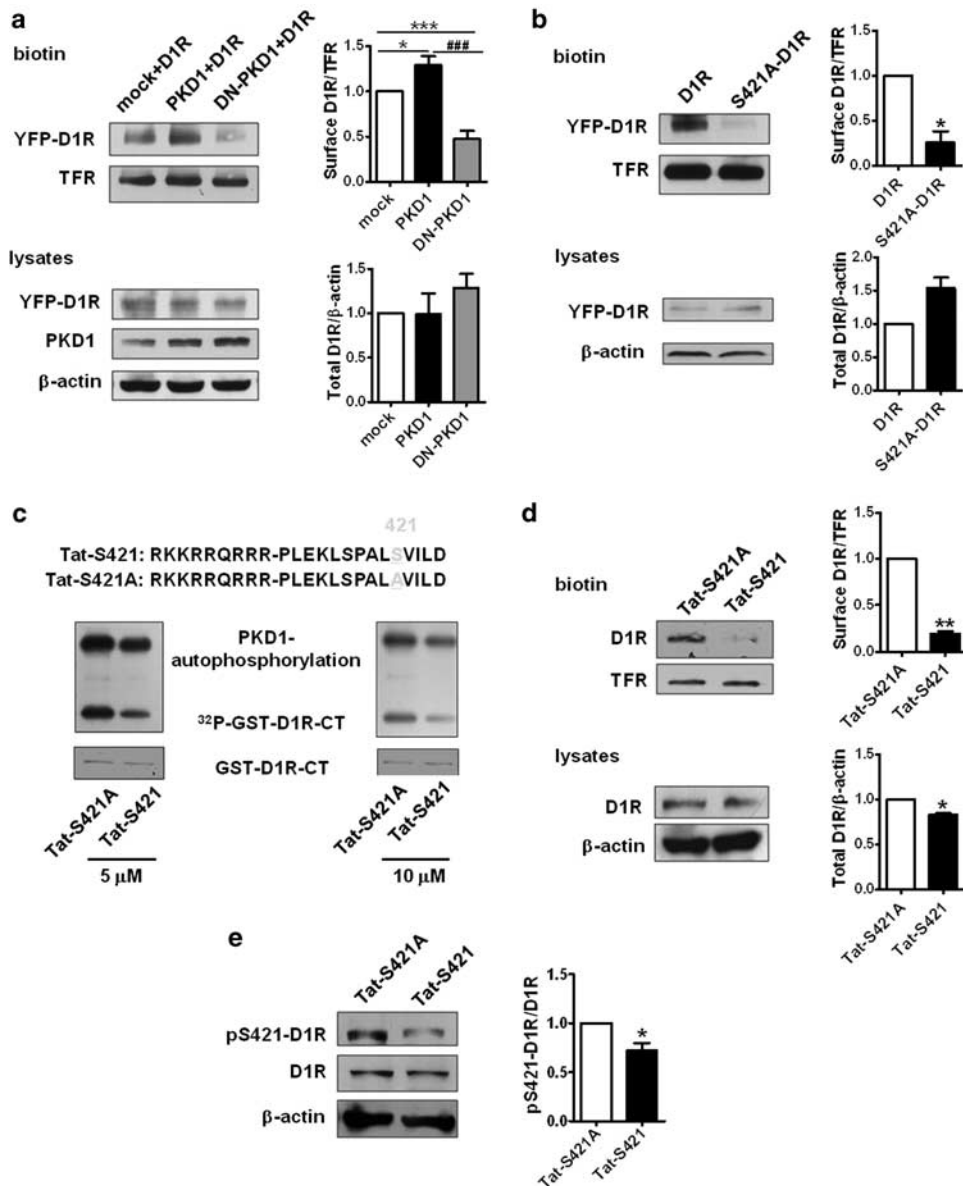 a
biotin
mock+D1R
PKD1+D1R
DN-PKD1+D1R
YFP-D1R
TFR
Surface D1R/TFR
1.5
1.0
0.5
0.0
***
*
###
mock
PKD1
DN-PKD1
lysates
YFP-D1R
PKD1
β-actin
Total D1R/β-actin
1.5
1.0
0.5
0.0
mock
PKD1
DN-PKD1
b
biotin
D1R
S421A-D1R
YFP-D1R
TFR
Surface D1R/TFR
1.5
1.0
0.5
0.0
*
D1R
S421A-D1R
lysates
YFP-D1R
β-actin
Total D1R/β-actin
2.0
1.5
1.0
0.5
0.0
D1R
S421A-D1R
c
421
Tat-S421: RKKRRQRRR-PLEKLSPALSVILD
Tat-S421A: RKKRRQRRR-PLEKLSPALAVILD
PKD1-
autophosphorylation
32P-GST-D1R-CT
GST-D1R-CT
Tat-S421A
Tat-S421
5 μM
Tat-S421A
Tat-S421
10 μM
d
biotin
Tat-S421A
Tat-S421
D1R
TFR
Surface D1R/TFR
1.5
1.0
0.5
0.0
**
Tat-S421A
Tat-S421
lysates
D1R
β-actin
Total D1R/β-actin
1.5
1.0
0.5
0.0
*
Tat-S421A
Tat-S421
e
Tat-S421A
Tat-S421
pS421-D1R
D1R
β-actin
pS421-D1R/D1R
1.5
1.0
0.5
0.0
*
Tat-S421A
Tat-S421